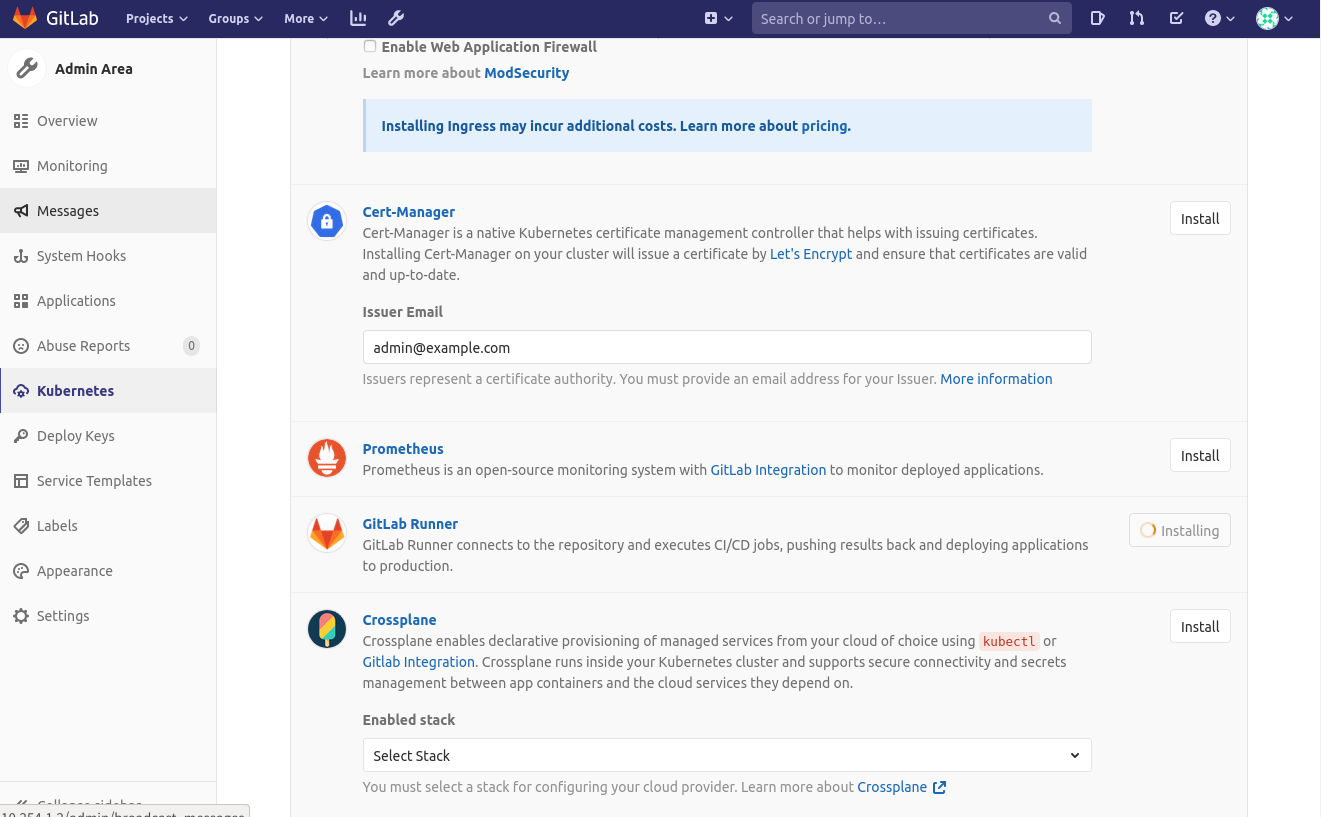 GitLab Projects Groups More Search or jump to…
Admin Area
Overview
Monitoring
Messages
System Hooks
Applications
Abuse Reports 0
Kubernetes
Deploy Keys
Service Templates
Labels
Appearance
Settings
Enable Web Application Firewall
Learn more about ModSecurity
Installing Ingress may incur additional costs. Learn more about pricing.
Cert-Manager
Install
Cert-Manager is a native Kubernetes certificate management controller that helps with issuing certificates.
Installing Cert-Manager on your cluster will issue a certificate by Let's Encrypt and ensure that certificates are valid
and up-to-date.
Issuer Email
admin@example.com
Issuers represent a certificate authority. You must provide an email address for your Issuer. More information
Prometheus
Install
Prometheus is an open-source monitoring system with GitLab Integration to monitor deployed applications.
GitLab Runner
Installing
GitLab Runner connects to the repository and executes CI/CD jobs, pushing results back and deploying applications
to production.
Crossplane
Install
Crossplane enables declarative provisioning of managed services from your cloud of choice using kubectl or
Gitlab Integration. Crossplane runs inside your Kubernetes cluster and supports secure connectivity and secrets
management between app containers and the cloud services they depend on.
Enabled stack
Select Stack
You must select a stack for configuring your cloud provider. Learn more about Crossplane